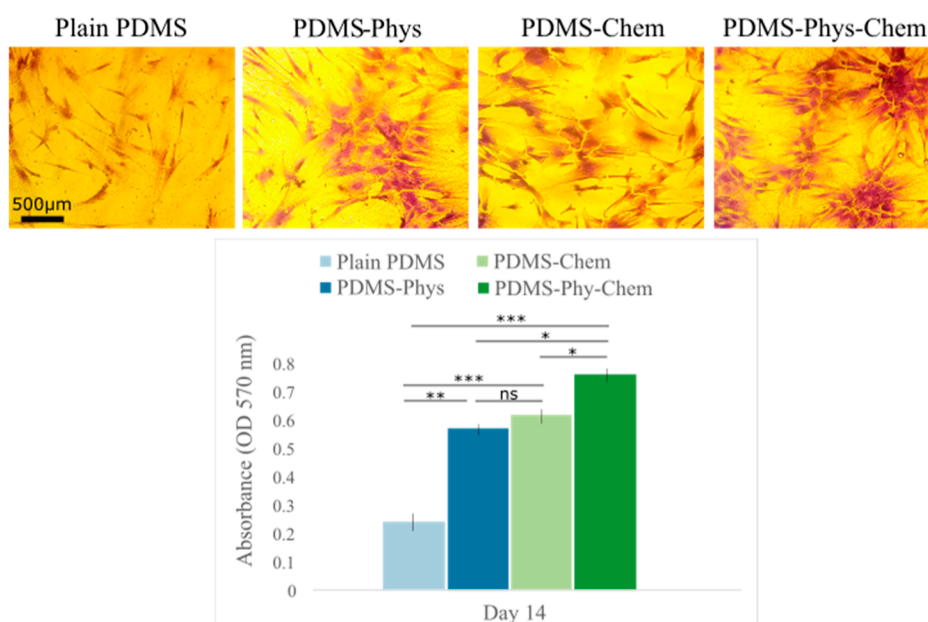 Plain PDMS PDMS-Phys PDMS-Chem PDMS-Phys-Chem
500µm
Plain PDMS PDMS-Chem
PDMS-Phys PDMS-Phy-Chem
***
*
*
***
** ns
0.8
0.7
0.6
0.5
0.4
0.3
0.2
0.1
0
Absorbance (OD 570 nm)
Day 14